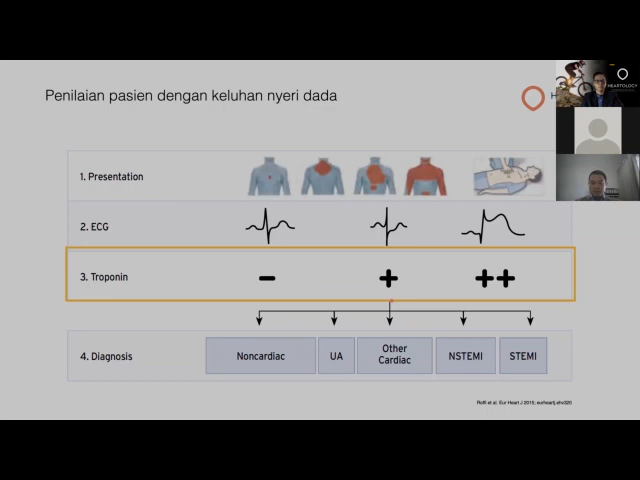 Penilaian pasien dengan keluhan nyeri dada
HEARTOLOGY
1. Presentation
2. ECG
3. Troponin
− + ++
4. Diagnosis
Noncardiac
UA
Other
Cardiac
NSTEMI
STEMI
Roffi et al. Eur Heart J 2015; eurheartj.ehv320